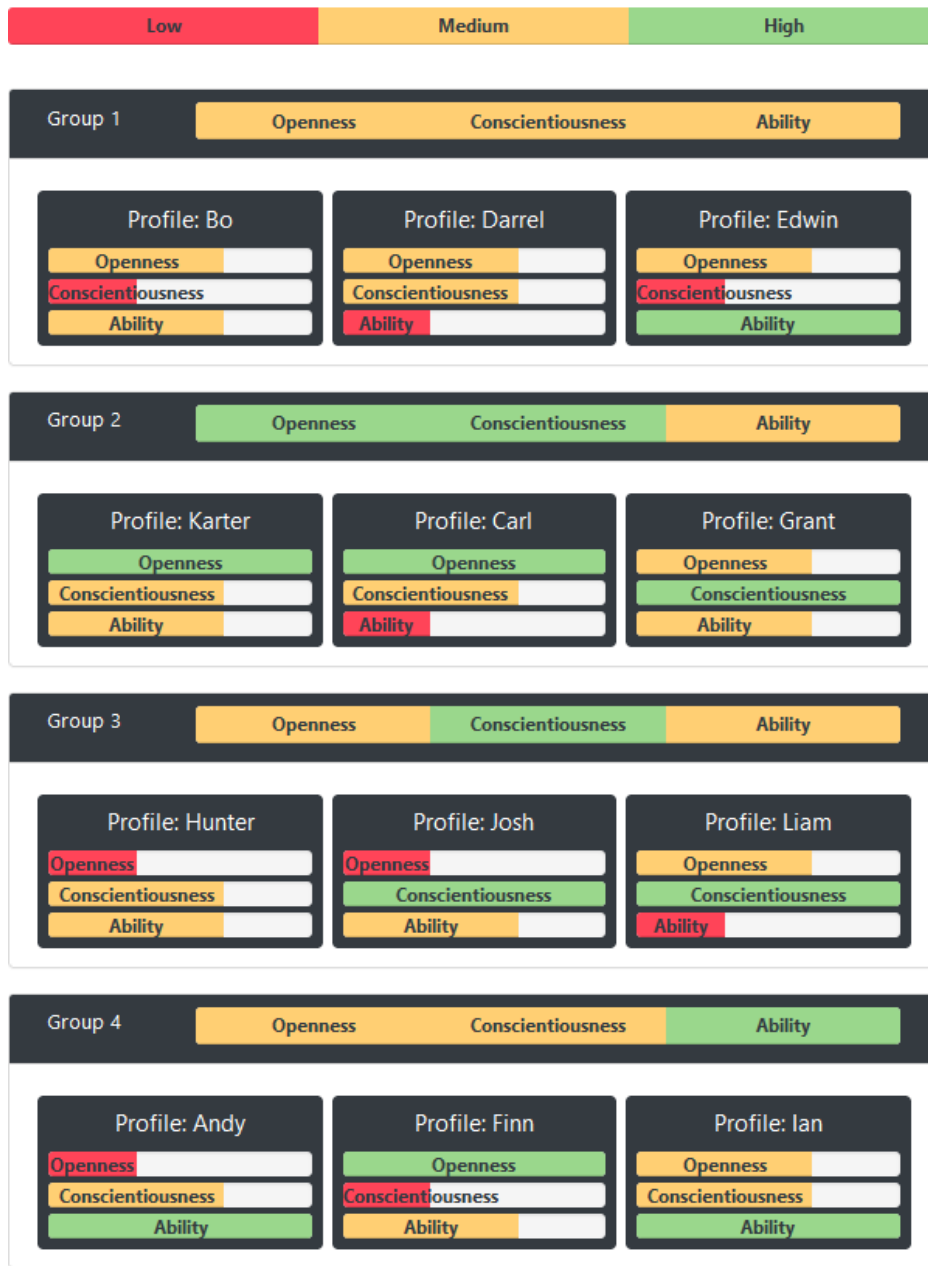 Low Medium High
Group 1 Openness Conscientiousness Ability
Profile: Bo Profile: Darrel Profile: Edwin
Openness Openness Openness
Conscientiousness Conscientiousness Conscientiousness
Ability Ability Ability
Group 2 Openness Conscientiousness Ability
Profile: Karter Profile: Carl Profile: Grant
Openness Openness Openness
Conscientiousness Conscientiousness Conscientiousness
Ability Ability Ability
Group 3 Openness Conscientiousness Ability
Profile: Hunter Profile: Josh Profile: Liam
Openness Openness Openness
Conscientiousness Conscientiousness Conscientiousness
Ability Ability Ability
Group 4 Openness Conscientiousness Ability
Profile: Andy Profile: Finn Profile: Ian
Openness Openness Openness
Conscientiousness Conscientiousness Conscientiousness
Ability Ability Ability